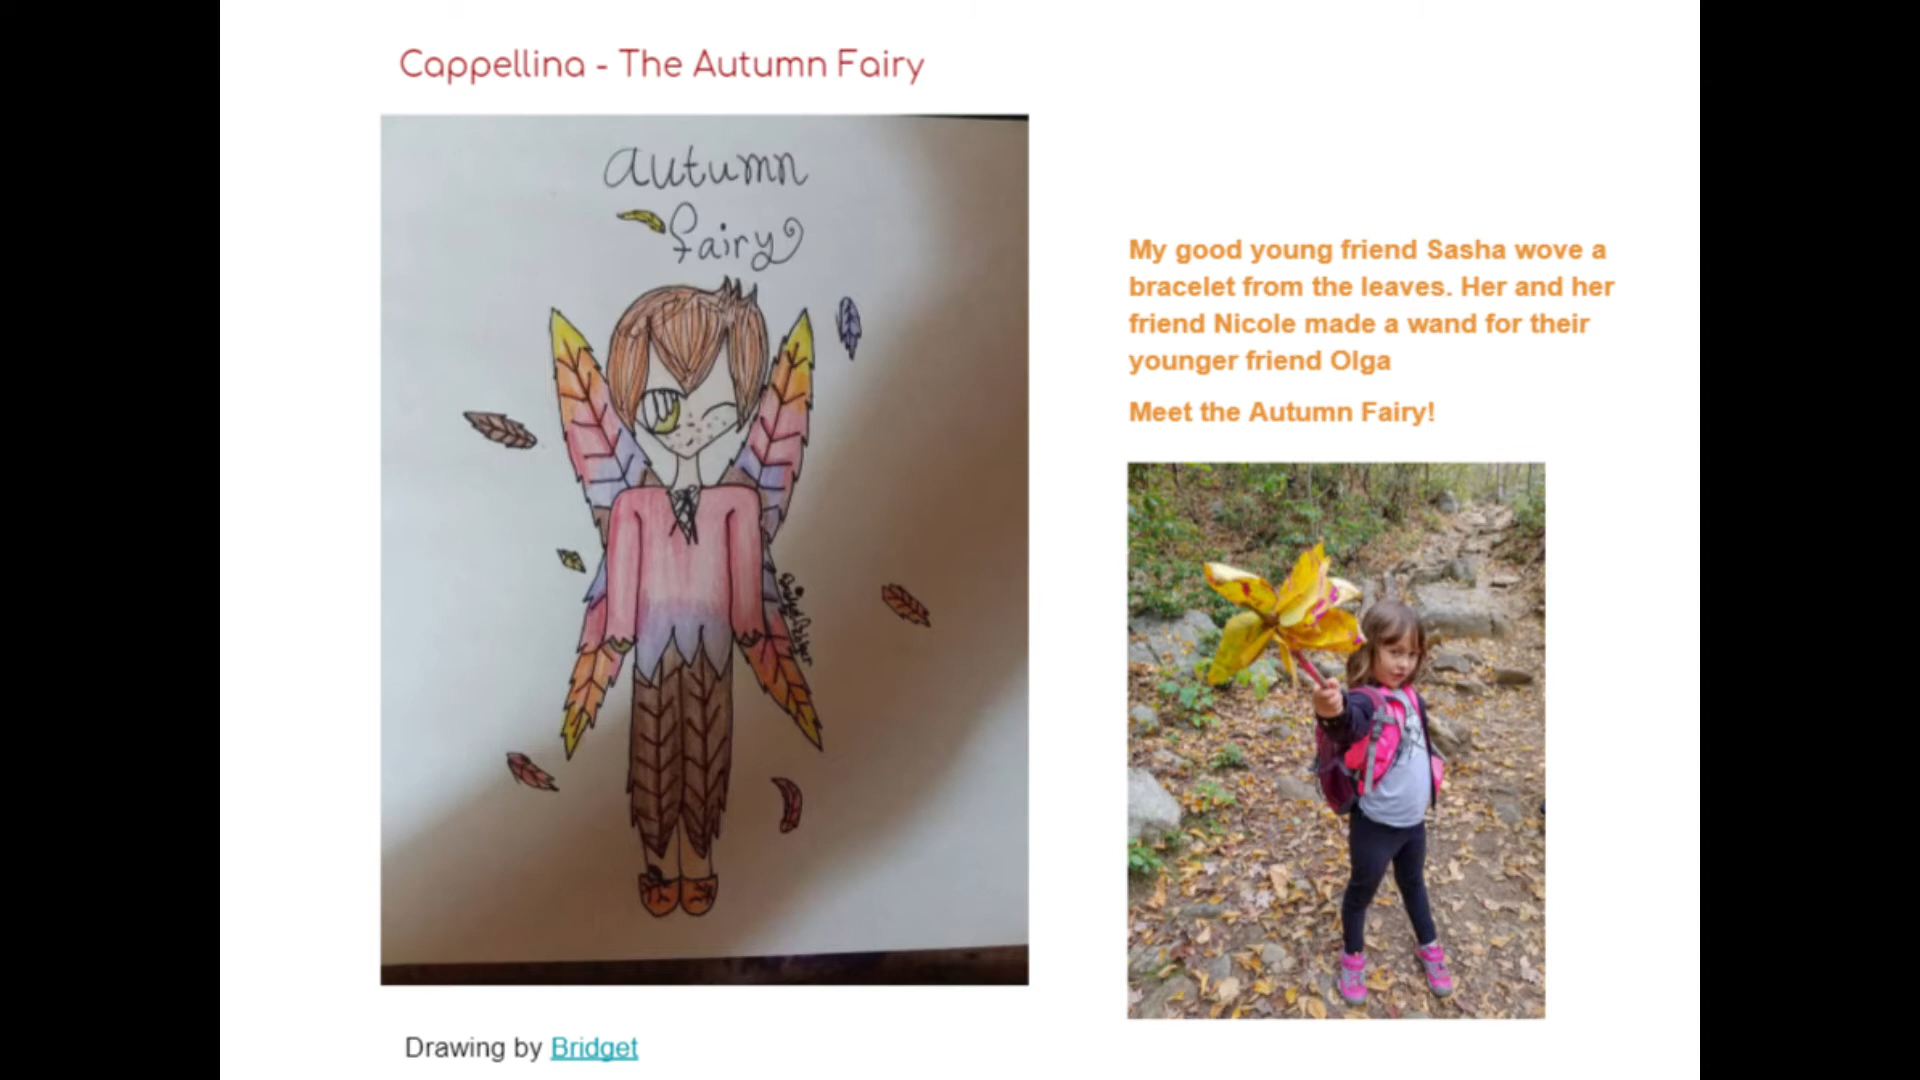 Cappellina - The Autumn Fairy
autumn
fairy
My good young friend Sasha wove a
bracelet from the leaves. Her and her
friend Nicole made a wand for their
younger friend Olga
Meet the Autumn Fairy!
Drawing by Bridget